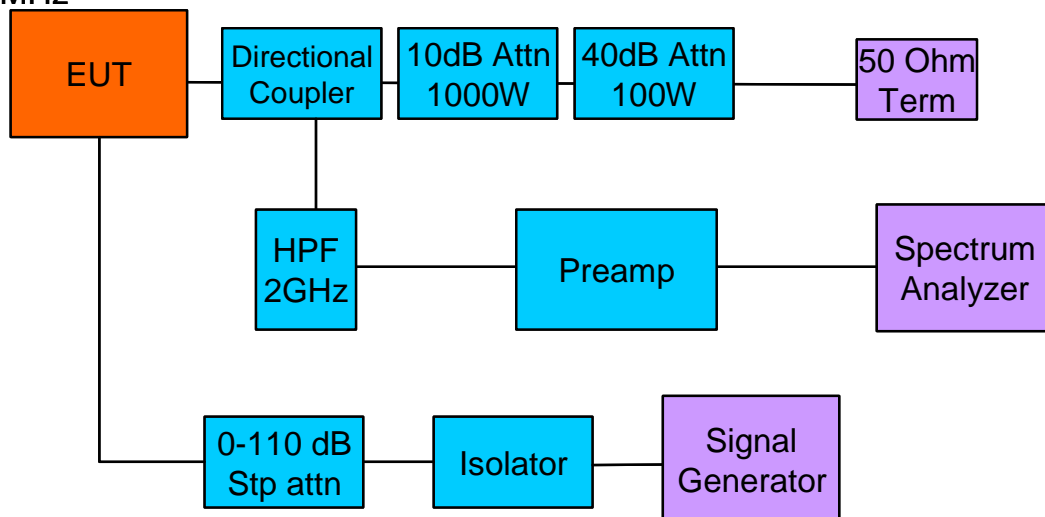 EUT
Directional
Coupler
10dB Attn
1000W
40dB Attn
100W
50 Ohm
Term
HPF
2GHz
Preamp
Spectrum
Analyzer
0-110 dB
Stp attn
Isolator
Signal
Generator